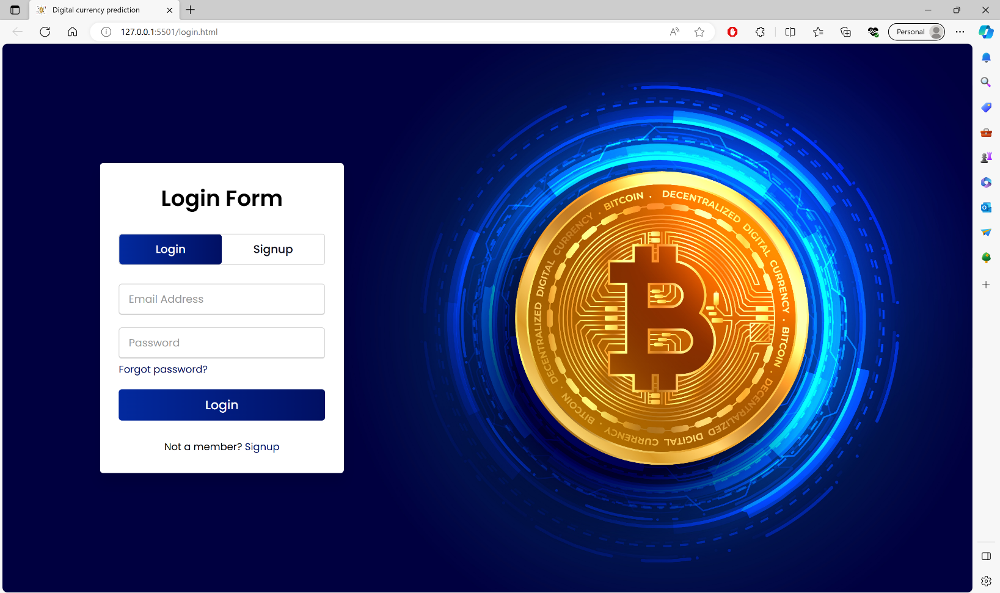 Digital currency prediction
127.0.0.1:5501/login.html
Personal
Login Form
Login
Signup
Email Address
Password
Forgot password?
Login
Not a member? Signup
DECENTRALIZED DIGITAL CURRENCY · BITCOIN · DECENTRALIZED DIGITAL CURRENCY · BITCOIN · DECENTRALIZED DIGITAL CURRENCY · BITCOIN ·